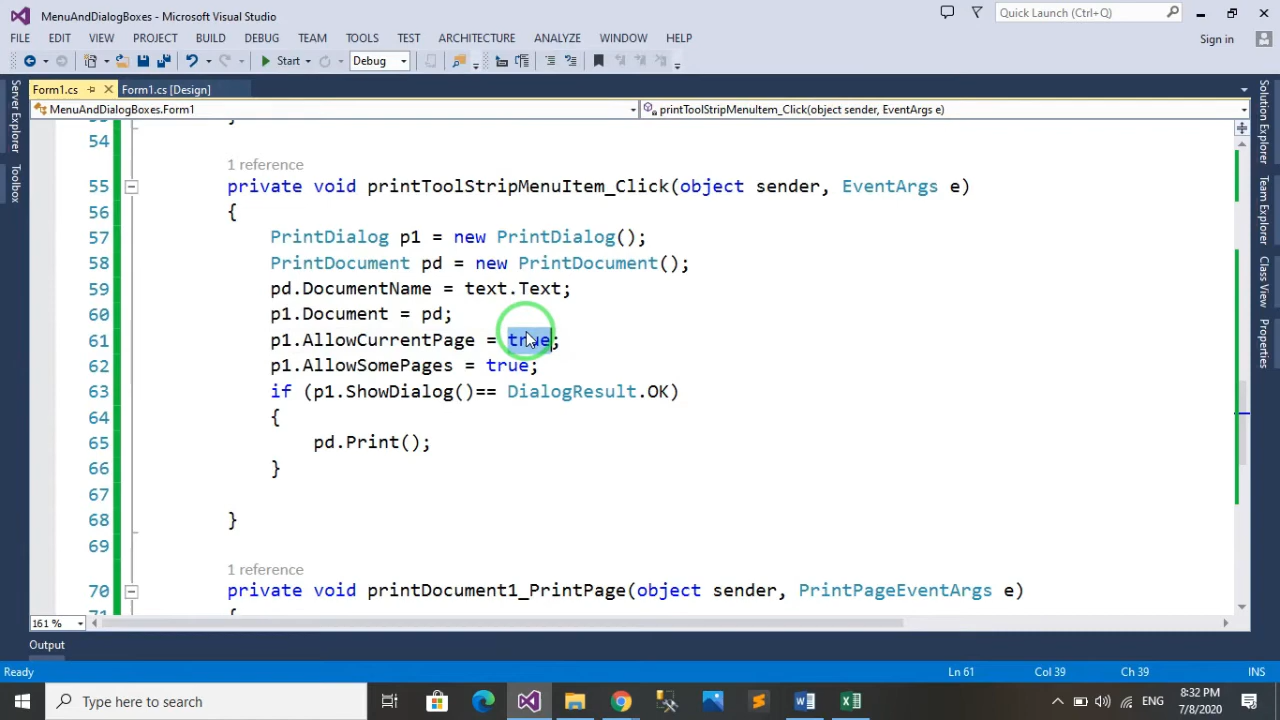 MenuAndDialogBoxes - Microsoft Visual Studio
Quick Launch (Ctrl+Q)
FILE EDIT VIEW PROJECT BUILD DEBUG TEAM TOOLS TEST ARCHITECTURE ANALYZE WINDOW HELP
Sign in
Start Debug
Form1.cs Form1.cs [Design]
MenuAndDialogBoxes.Form1 printToolStripMenuItem_Click(object sender, EventArgs e)
Server Explorer
Toolbox
Solution Explorer
Team Explorer
Class View
Properties
54
1 reference
55 private void printToolStripMenuItem_Click(object sender, EventArgs e)
56 {
57 PrintDialog p1 = new PrintDialog();
58 PrintDocument pd = new PrintDocument();
59 pd.DocumentName = text.Text;
60 p1.Document = pd;
61 p1.AllowCurrentPage = true;
62 p1.AllowSomePages = true;
63 if (p1.ShowDialog()== DialogResult.OK)
64 {
65 pd.Print();
66 }
67
68 }
69
1 reference
70 private void printDocument1_PrintPage(object sender, PrintPageEventArgs e)
161 %
Output
Ready Ln 61 Col 39 Ch 39 INS
Type here to search
ENG
8:32 PM
7/8/2020